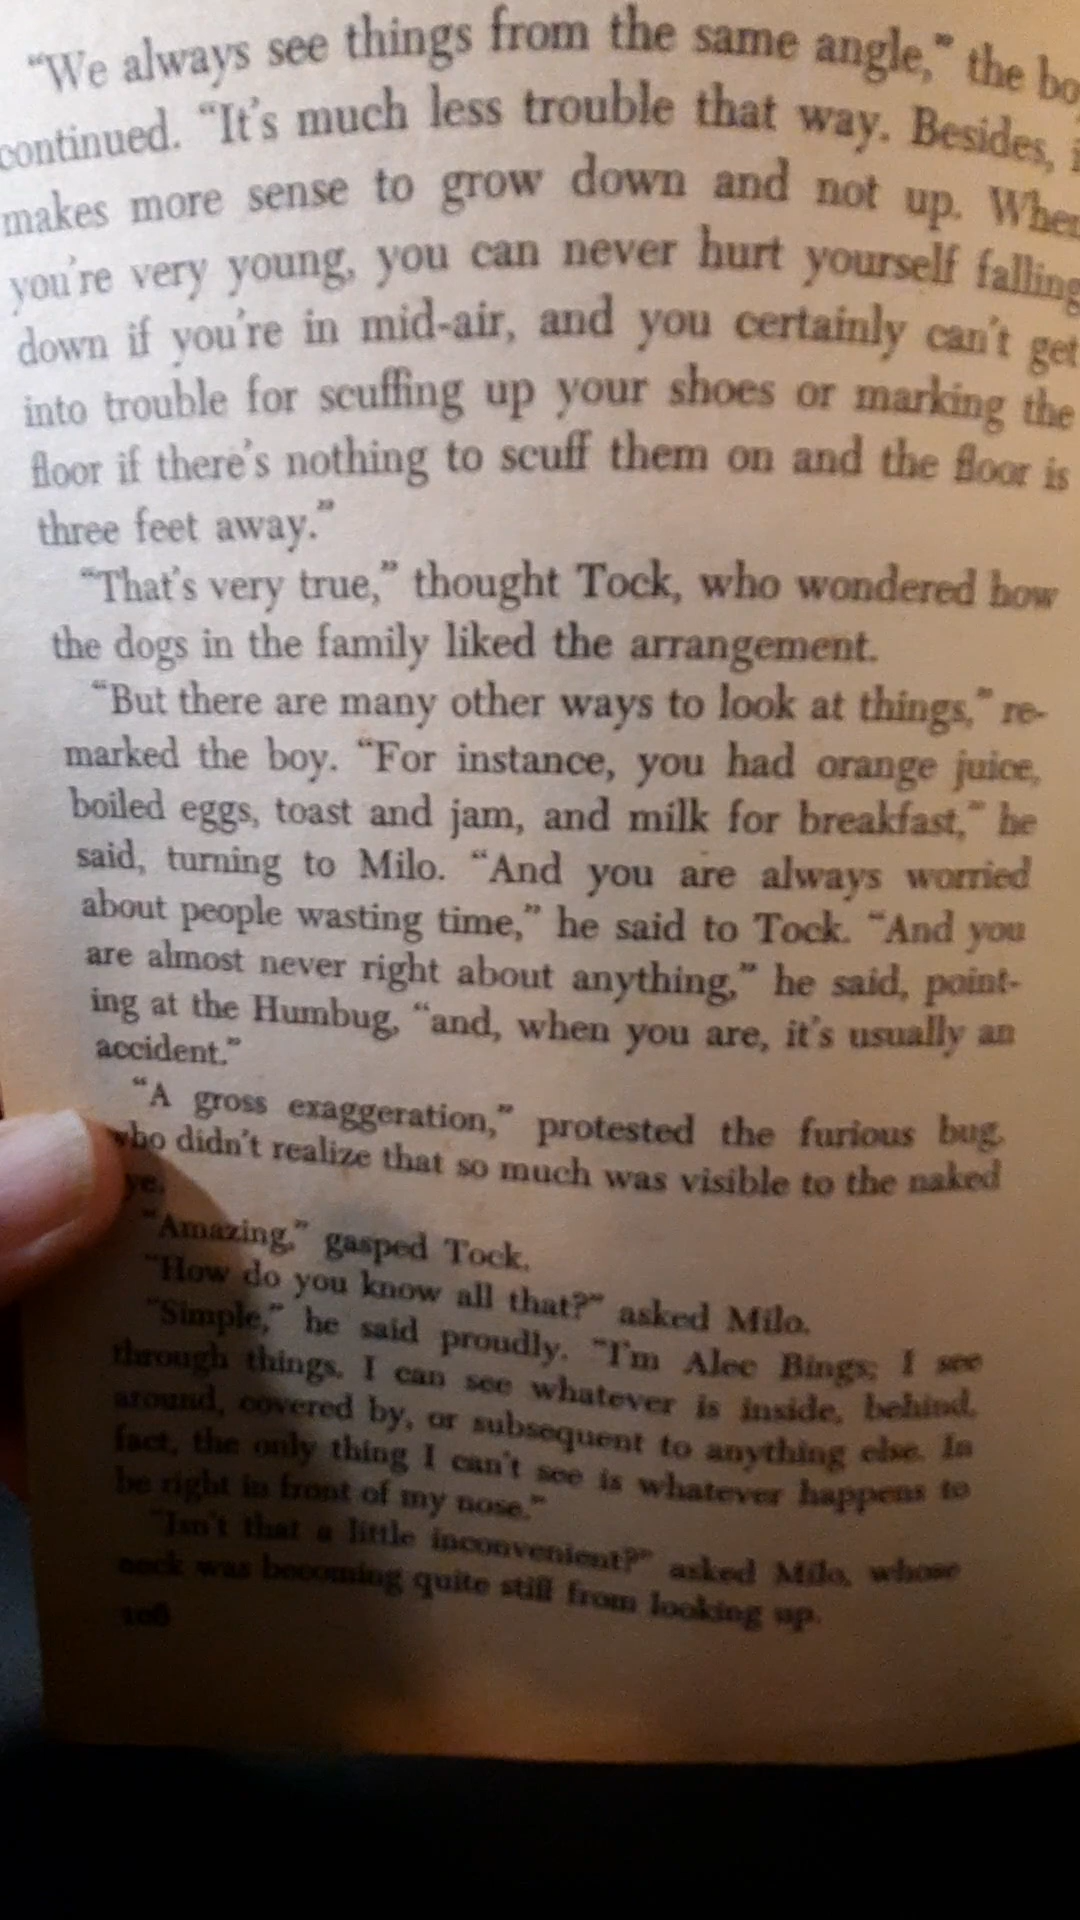 “We always see things from the same angle,” the bo
continued. “It’s much less trouble that way. Besides, i
makes more sense to grow down and not up. When
you’re very young, you can never hurt yourself falling
down if you’re in mid-air, and you certainly can’t get
into trouble for scuffing up your shoes or marking the
floor if there’s nothing to scuff them on and the floor is
three feet away.”
“That’s very true,” thought Tock, who wondered how
the dogs in the family liked the arrangement.
“But there are many other ways to look at things,” re-
marked the boy. “For instance, you had orange juice,
boiled eggs, toast and jam, and milk for breakfast,” he
said, turning to Milo. “And you are always worried
about people wasting time,” he said to Tock. “And you
are almost never right about anything,” he said, point-
ing at the Humbug, “and, when you are, it’s usually an
accident.”
“A gross exaggeration,” protested the furious bug,
who didn’t realize that so much was visible to the naked
ye.
“Amazing,” gasped Tock.
“How do you know all that?” asked Milo.
“Simple,” he said proudly. “I’m Alec Bings; I see
through things. I can see whatever is inside, behind,
around, covered by, or subsequent to anything else. In
fact, the only thing I can’t see is whatever happens to
be right in front of my nose.”
“Isn’t that a little inconvenient?” asked Milo, whose
neck was becoming quite stiff from looking up.
106